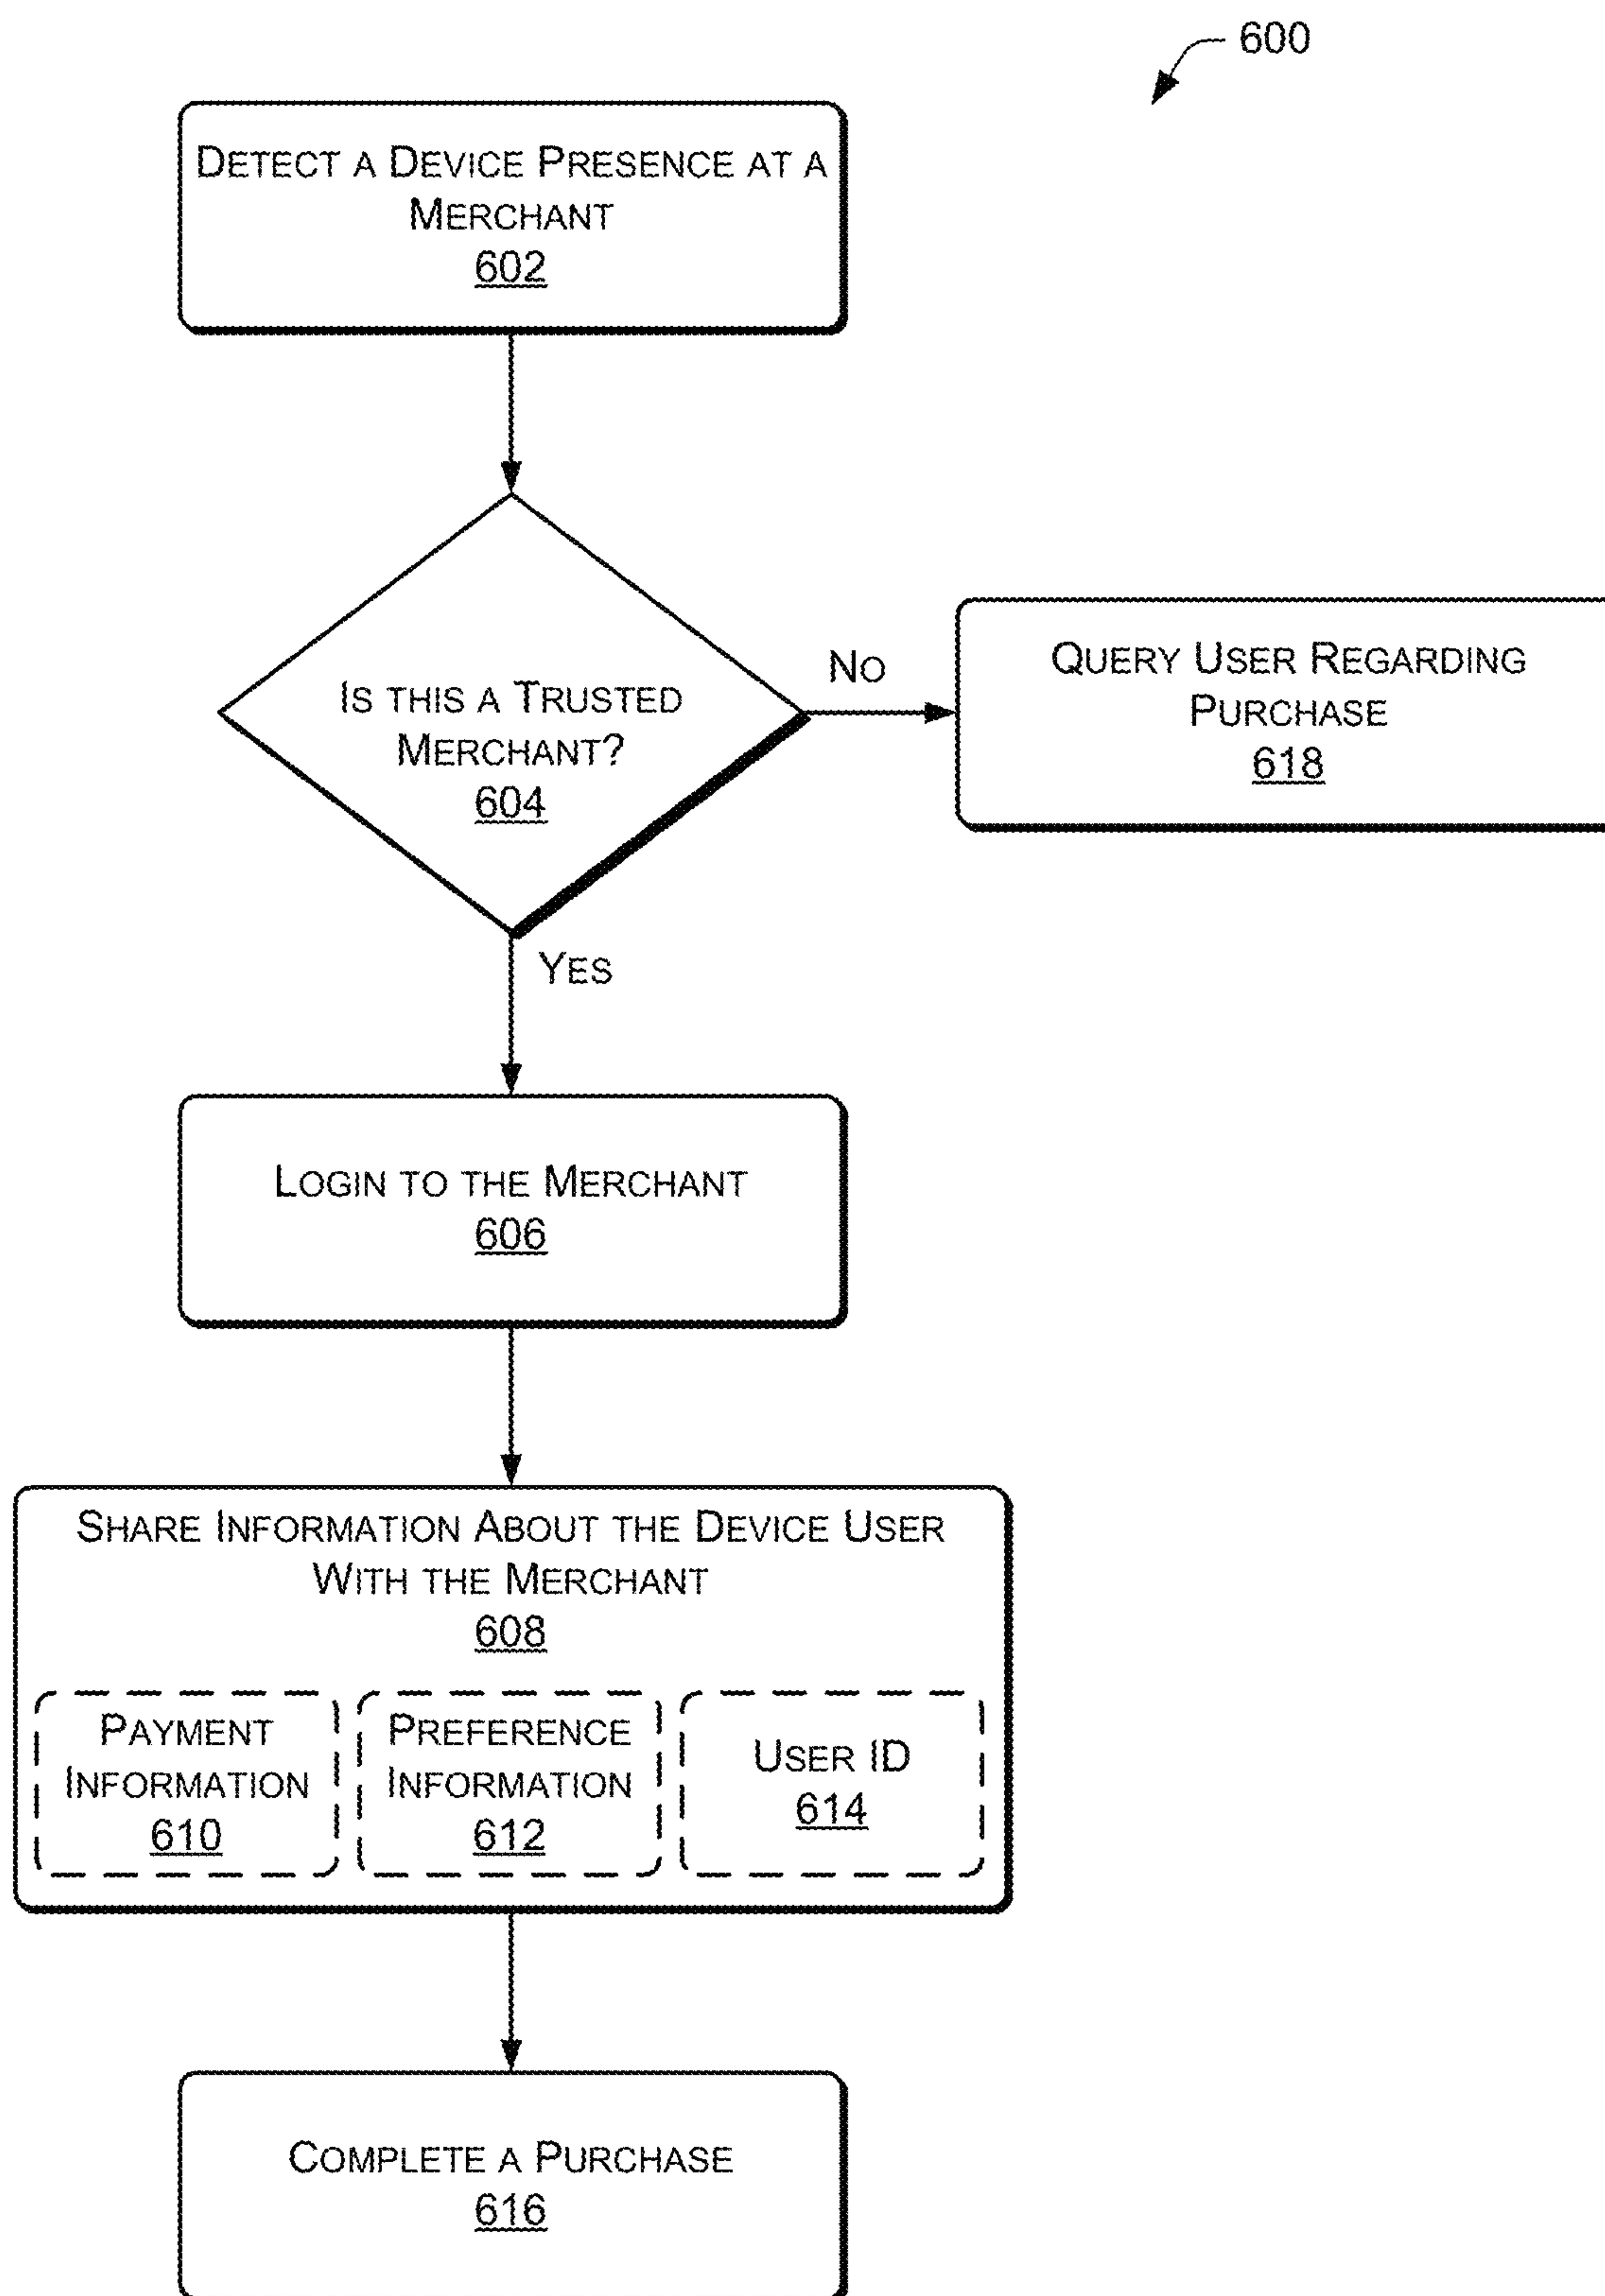 600
DETECT A DEVICE PRESENCE AT A
MERCHANT
602
IS THIS A TRUSTED
MERCHANT?
604
NO
QUERY USER REGARDING
PURCHASE
618
YES
LOGIN TO THE MERCHANT
606
SHARE INFORMATION ABOUT THE DEVICE USER
WITH THE MERCHANT
608
PAYMENT
INFORMATION
610
PREFERENCE
INFORMATION
612
USER ID
614
COMPLETE A PURCHASE
616